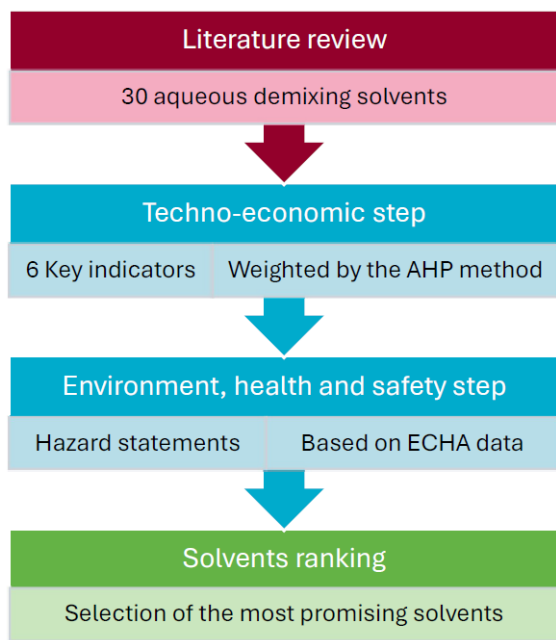 Literature review
30 aqueous demixing solvents
Techno-economic step
6 Key indicators
Weighted by the AHP method
Environment, health and safety step
Hazard statements
Based on ECHA data
Solvents ranking
Selection of the most promising solvents